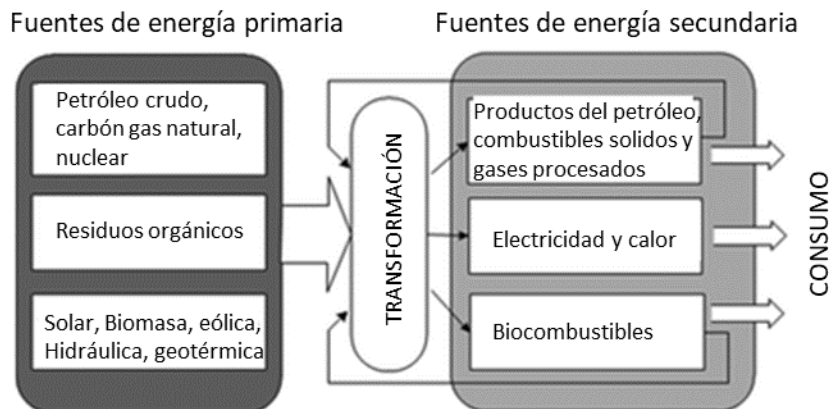 Fuentes de energía primaria
Fuentes de energía secundaria
Petróleo crudo,
carbón gas natural,
nuclear
Residuos orgánicos
Solar, Biomasa, eólica,
Hidráulica, geotérmica
TRANSFORMACIÓN
Productos del petróleo,
combustibles solidos y
gases procesados
Electricidad y calor
Biocombustibles
CONSUMO